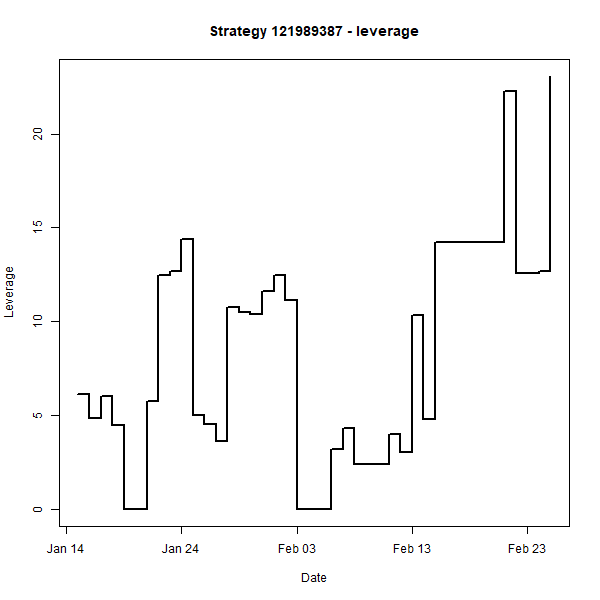 Strategy 121989387 - leverage
Leverage
20
15
10
5
0
Jan 14 Jan 24 Feb 03 Feb 13 Feb 23
Date